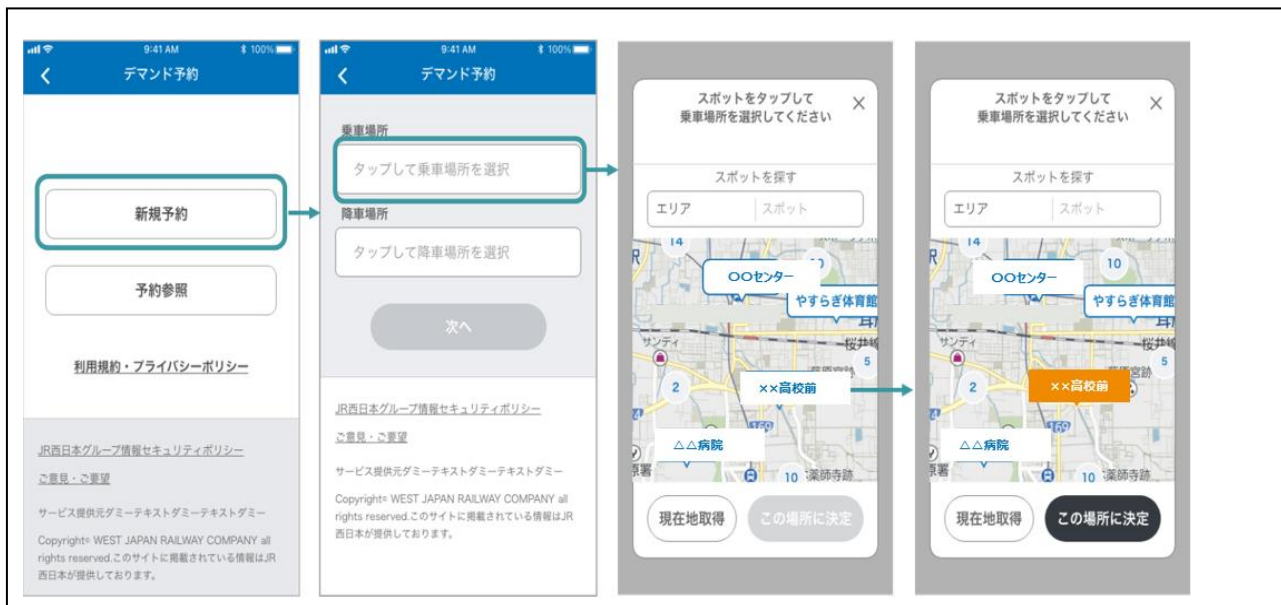 9:41 AM
100%
デマンド予約
新規予約
予約参照
利用規約・プライバシーポリシー
JR西日本グループ情報セキュリティポリシー
ご意見・ご要望
サービス提供元ダミーテキストダミーテキストダミー
Copyright© WEST JAPAN RAILWAY COMPANY all
rights reserved.このサイトに掲載されている情報はJR
西日本が提供しております。
9:41 AM
100%
デマンド予約
乗車場所
タップして乗車場所を選択
降車場所
タップして降車場所を選択
次へ
JR西日本グループ情報セキュリティポリシー
ご意見・ご要望
サービス提供元ダミーテキストダミーテキストダミー
Copyright© WEST JAPAN RAILWAY COMPANY all
rights reserved.このサイトに掲載されている情報はJR
西日本が提供しております。
スポットをタップして
乗車場所を選択してください
スポットを探す
エリア
スポット
14
〇〇センター
やすらぎ体育館
サンティ
桜井線
5
2
××高校前
169
△△病院
10
薬師寺跡
現在地取得
この場所に決定
スポットをタップして
乗車場所を選択してください
スポットを探す
エリア
スポット
14
10
〇〇センター
やすらぎ体育館
サンティ
桜井線
5
2
××高校前
169
△△病院
10
薬師寺跡
現在地取得
この場所に決定